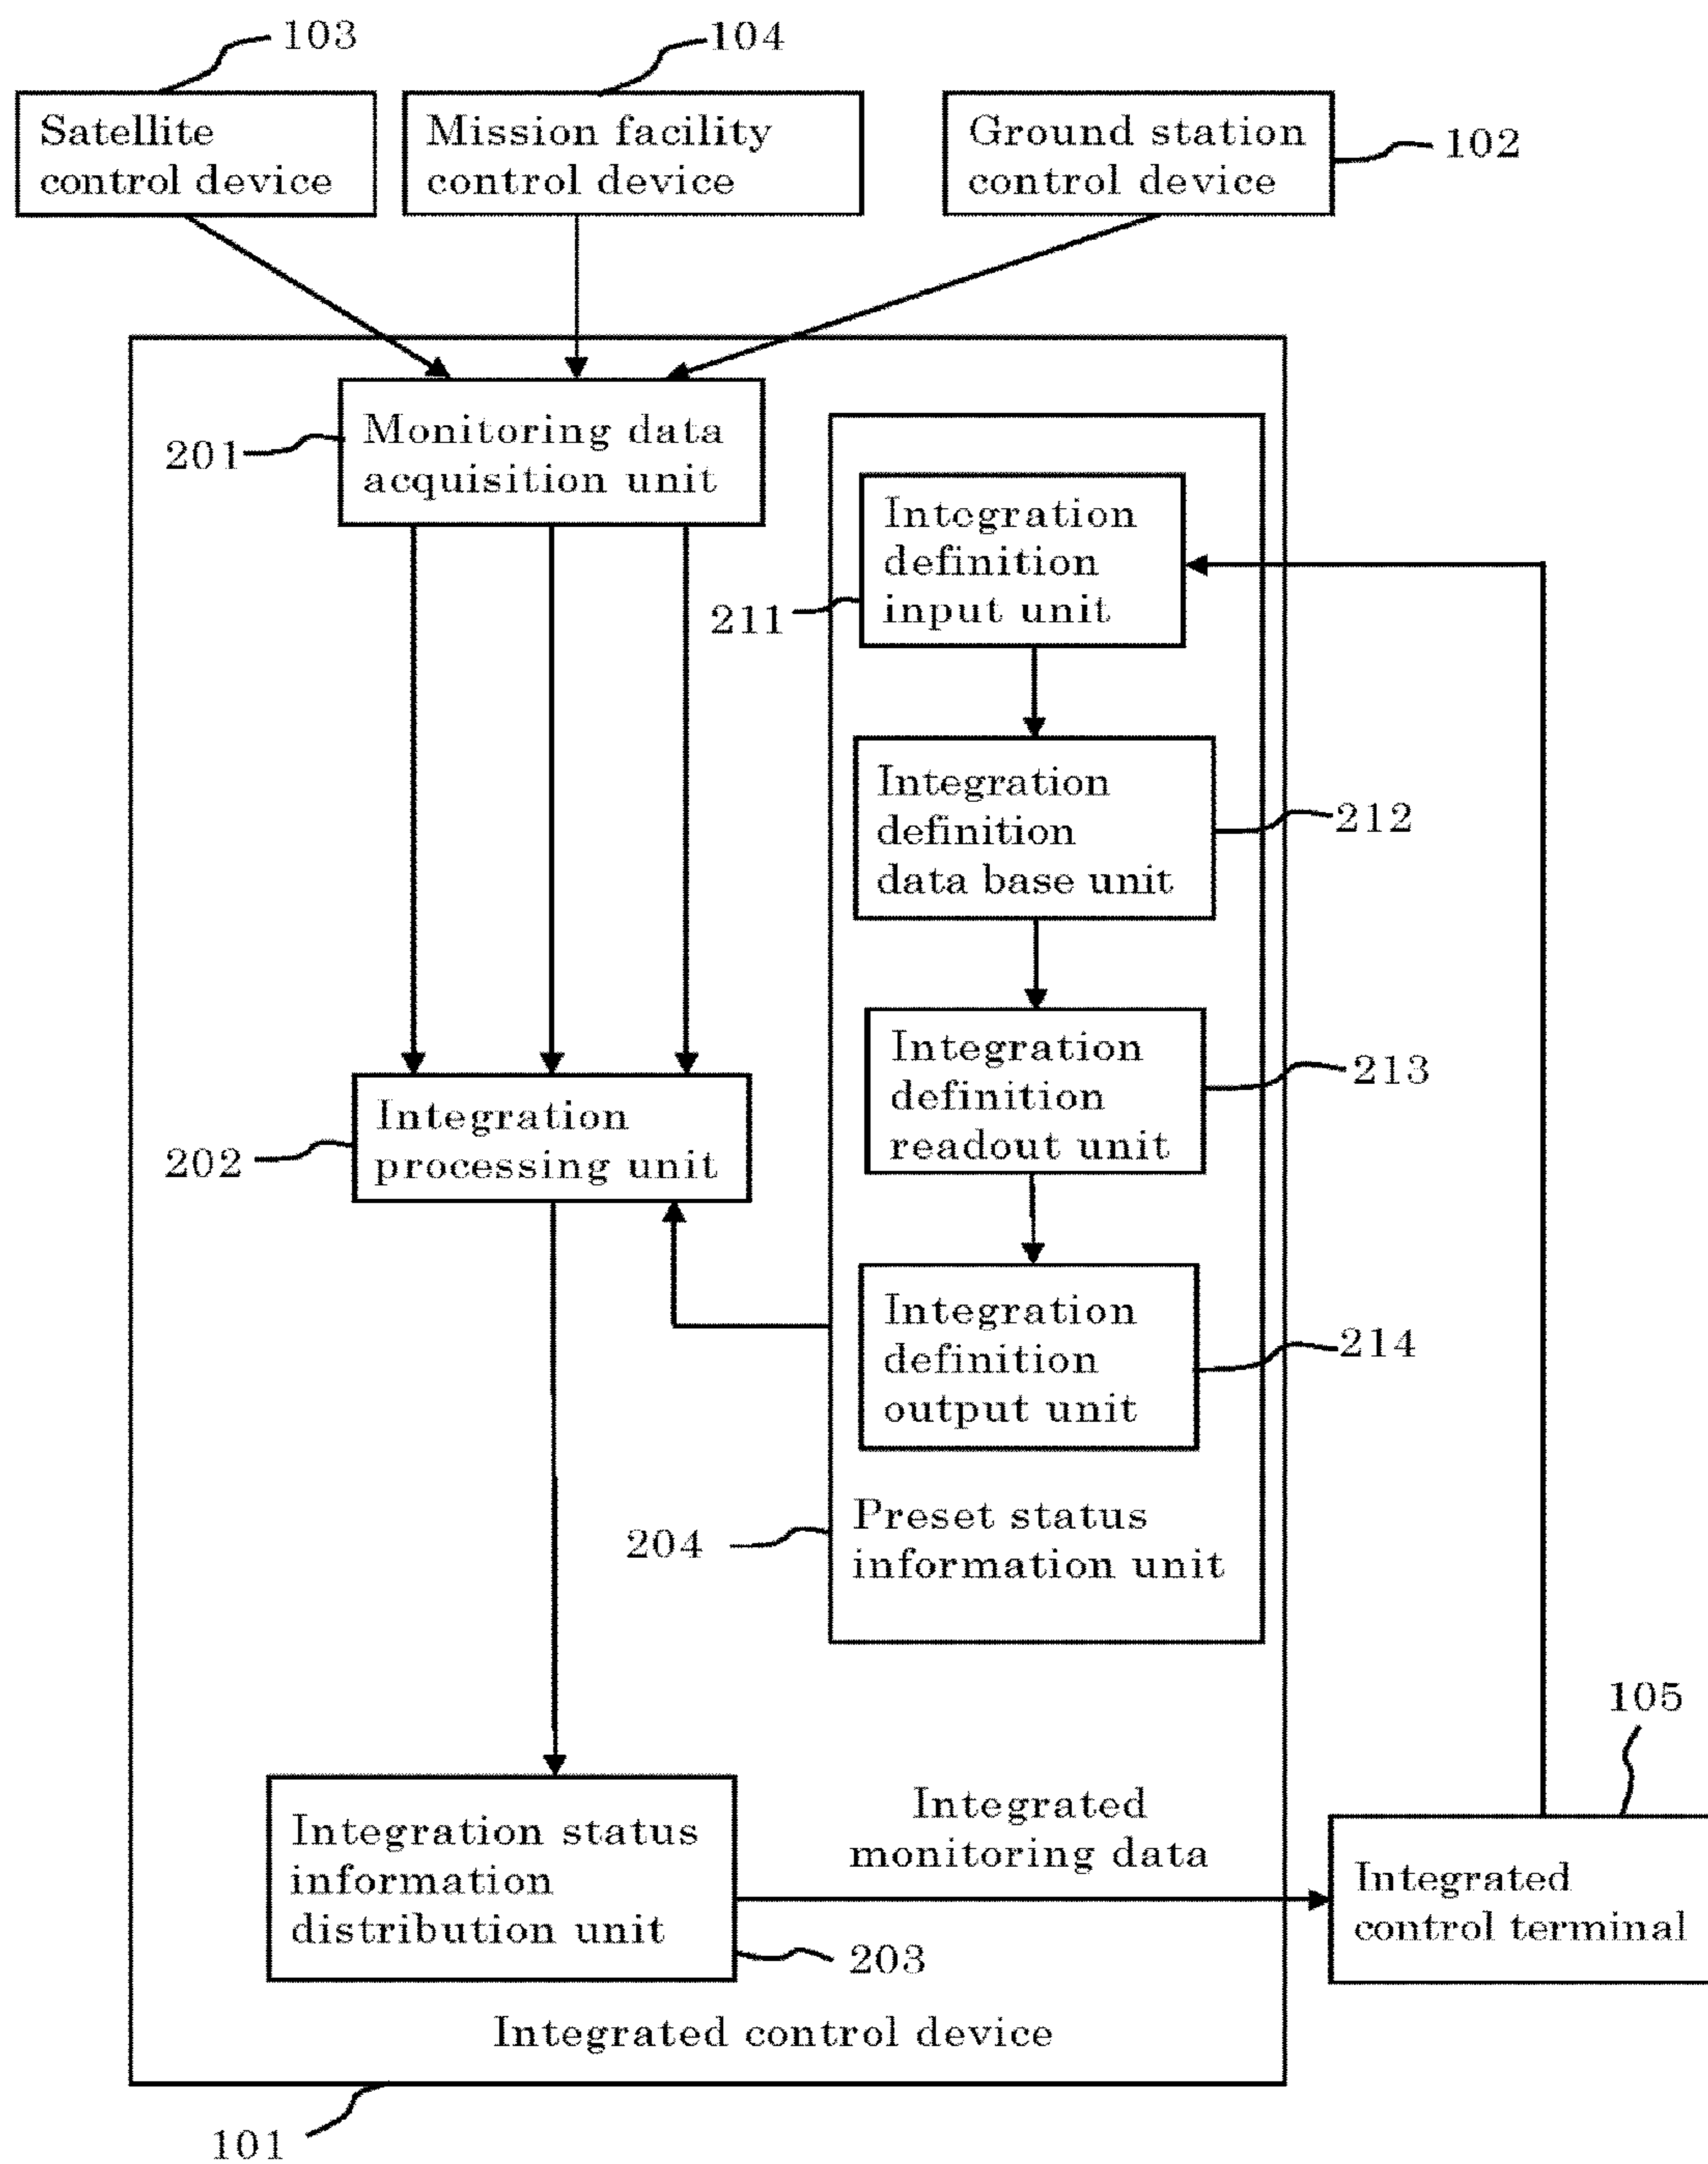 103
104
Satellite
control device
Mission facility
control device
Ground station
control device
102
201
Monitoring data
acquisition unit
Integration
definition
input unit
211
Integration
definition
data base unit
212
Integration
definition
readout unit
213
202
Integration
processing unit
Integration
definition
output unit
214
204
Preset status
information unit
105
Integration status
information
distribution unit
203
Integrated
monitoring data
Integrated
control terminal
Integrated control device
101